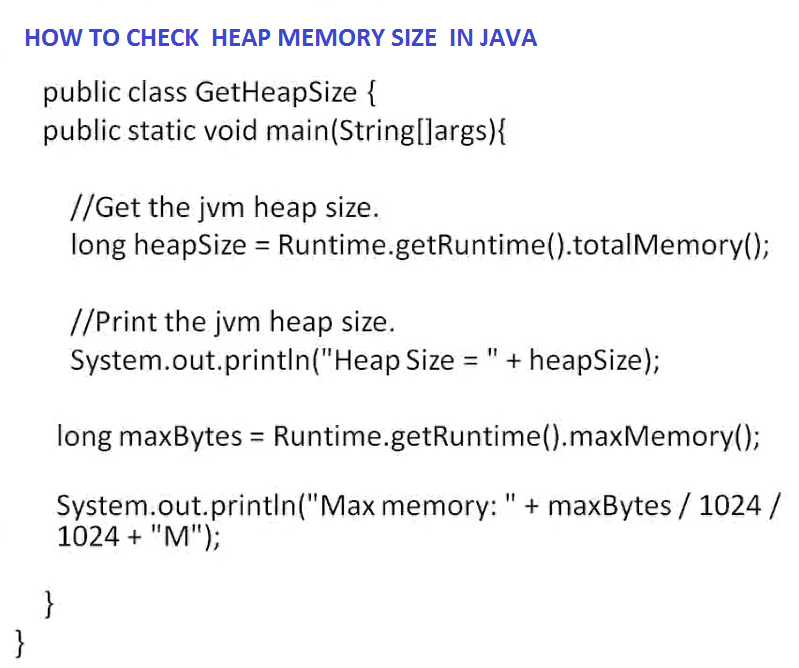 HOW TO CHECK  HEAP MEMORY SIZE  IN JAVA
public class GetHeapSize {
public static void main(String[]args){
//Get the jvm heap size.
long heapSize = Runtime.getRuntime().totalMemory();
//Print the jvm heap size.
System.out.println("Heap Size = " + heapSize);
long maxBytes = Runtime.getRuntime().maxMemory();
System.out.println("Max memory: " + maxBytes / 1024 /
1024 + "M");
}
}